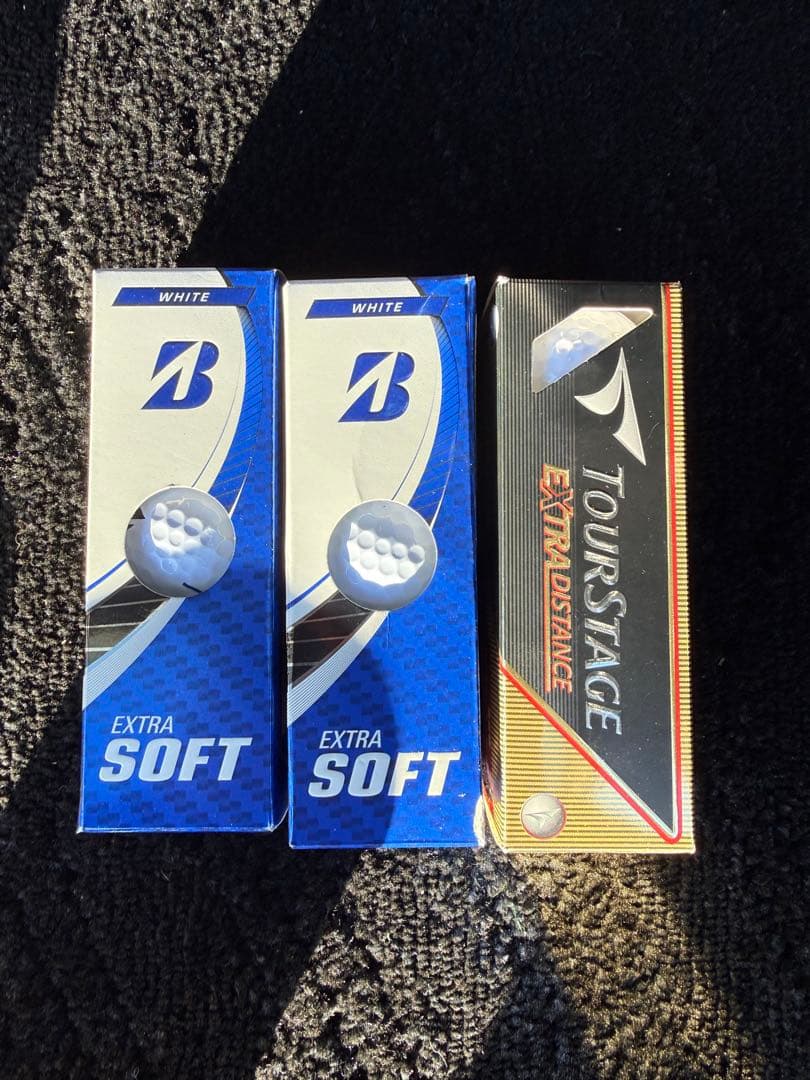 WHITE
B
EXTRA
SOFT
WHITE
B
EXTRA
SOFT
TOURSTAGE
EXTRA DISTANCE